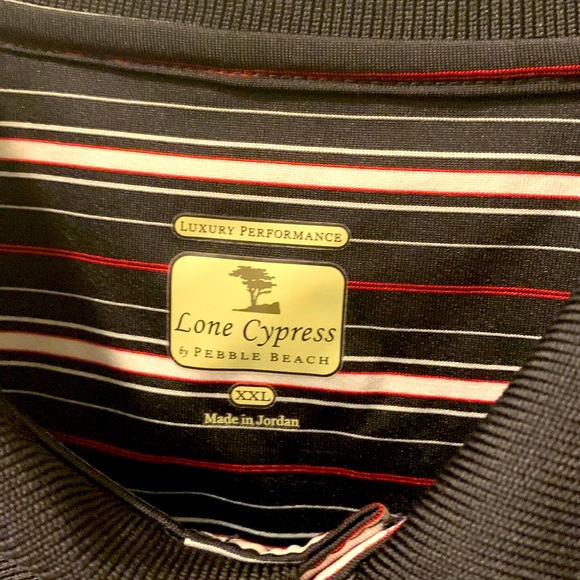 LUXURY PERFORMANCE
Lone Cypress
by PEBBLE BEACH
XXL
Made in Jordan